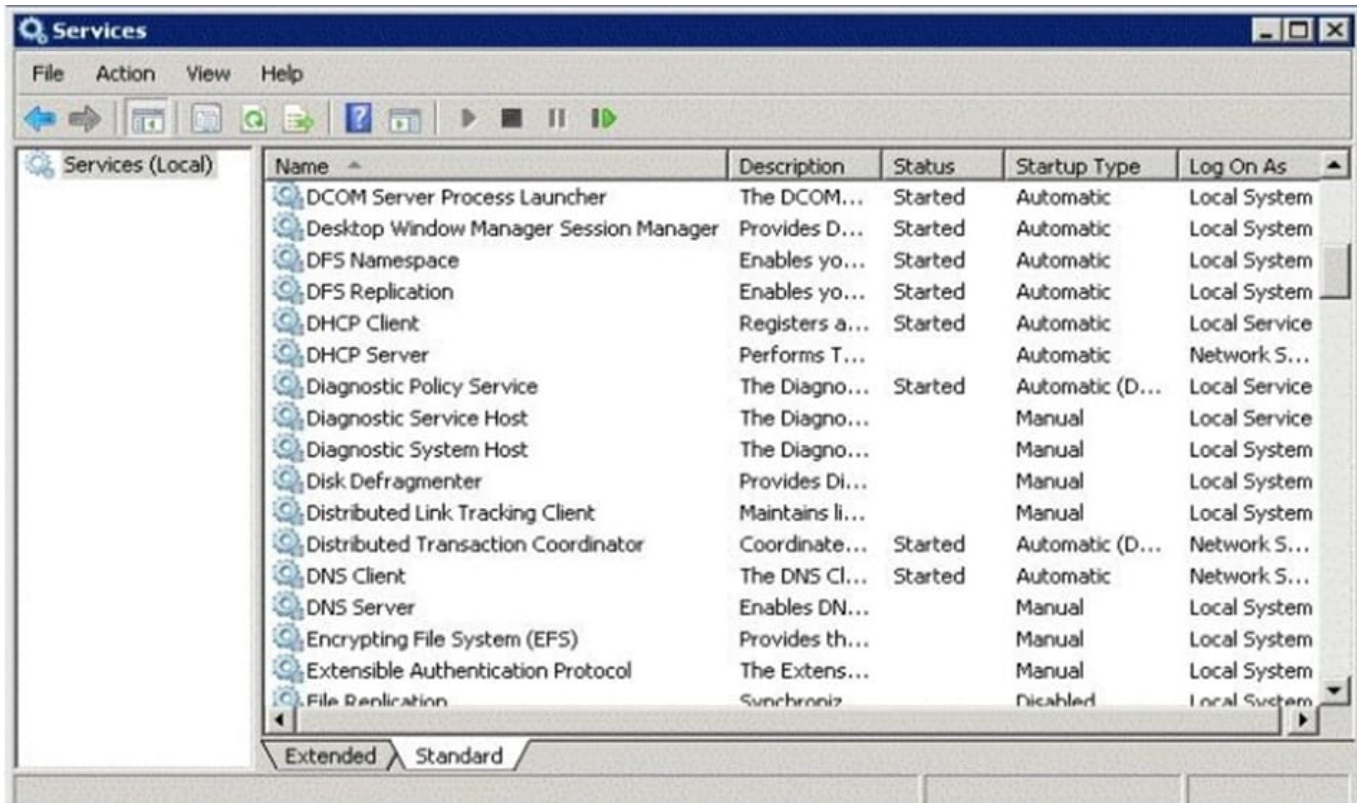 Services
File Action View Help
Services (Local)
Name Description Status Startup Type Log On As
DCOM Server Process Launcher The DCOM... Started Automatic Local System
Desktop Window Manager Session Manager Provides D... Started Automatic Local System
DFS Namespace Enables yo... Started Automatic Local System
DFS Replication Enables yo... Started Automatic Local System
DHCP Client Registers a... Started Automatic Local Service
DHCP Server Performs T... Automatic Network S...
Diagnostic Policy Service The Diagno... Started Automatic (D... Local Service
Diagnostic Service Host The Diagno... Manual Local Service
Diagnostic System Host The Diagno... Manual Local System
Disk Defragmenter Provides Di... Manual Local System
Distributed Link Tracking Client Maintains li... Manual Local System
Distributed Transaction Coordinator Coordinate... Started Automatic (D... Network S...
DNS Client The DNS Cl... Started Automatic Network S...
DNS Server Enables DN... Manual Local System
Encrypting File System (EFS) Provides th... Manual Local System
Extensible Authentication Protocol The Extens... Manual Local System
File Replication Synchroniz Disabled Local System
Extended Standard